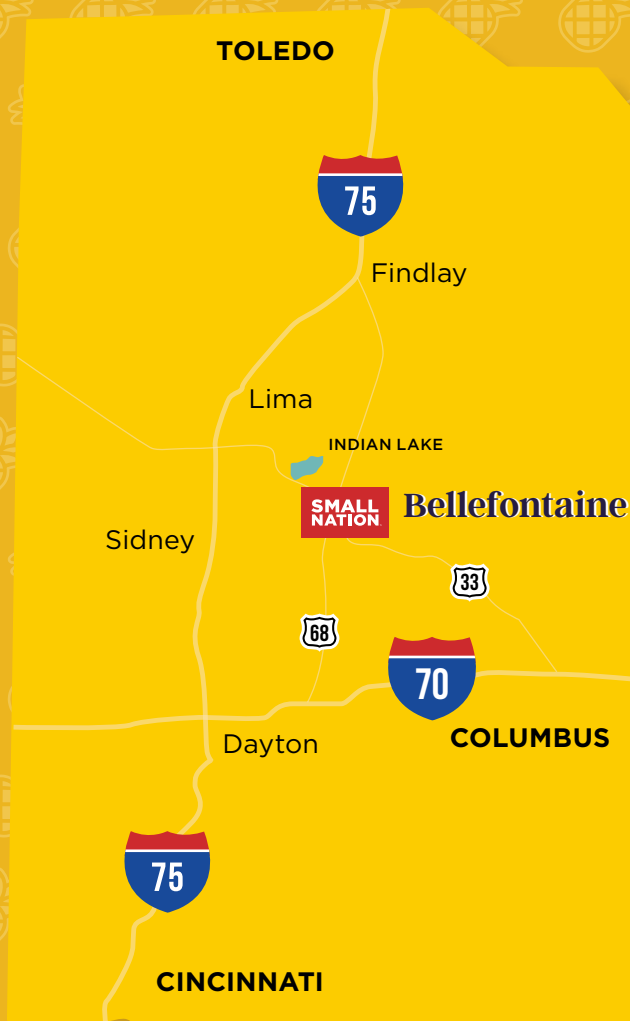 TOLEDO
75
Findlay
Lima
INDIAN LAKE
SMALL
NATION
Bellefontaine
Sidney
33
68
70
COLUMBUS
Dayton
75
CINCINNATI